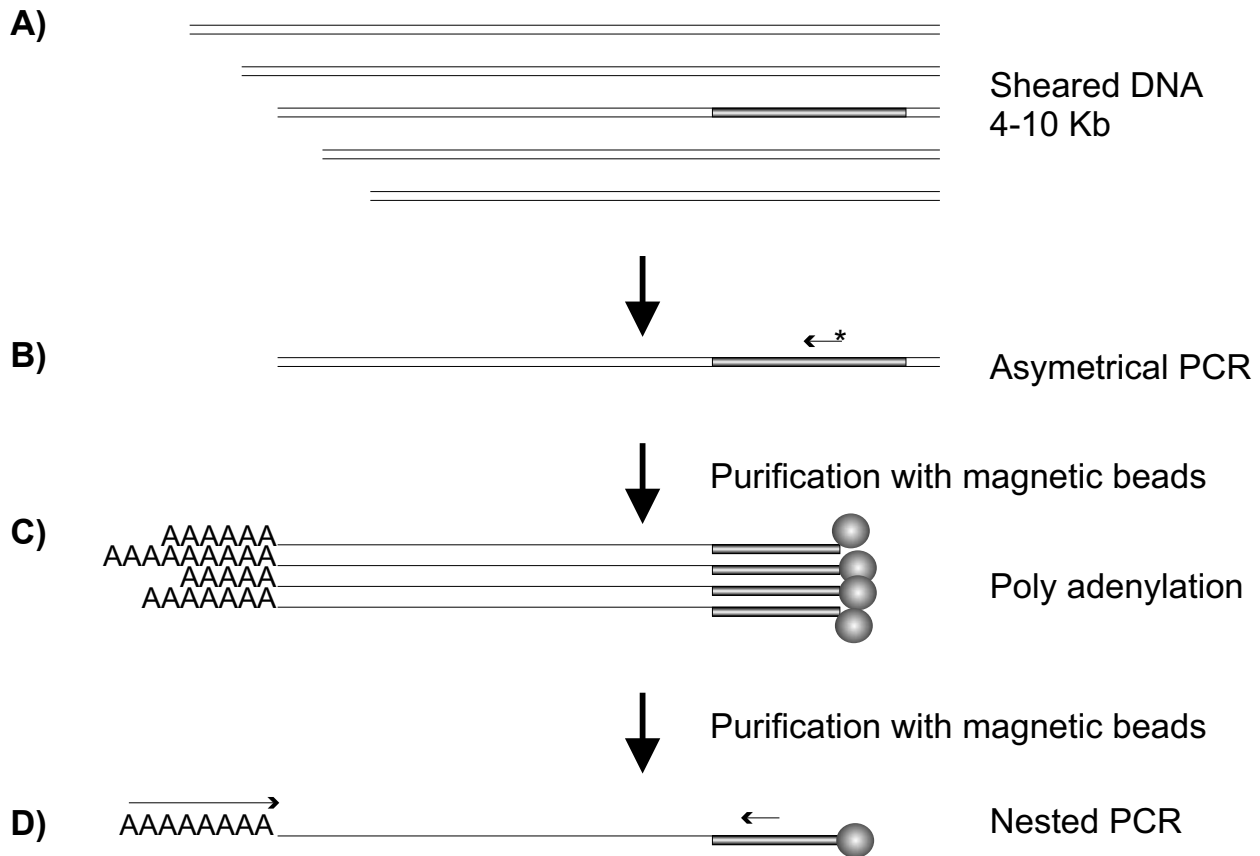 A)
Sheared DNA
4-10 Kb
*
B)
Asymetrical PCR
Purification with magnetic beads
C)
AAAAAA
AAAAAAAAA
AAAAA
AAAAAAA
Poly adenylation
Purification with magnetic beads
D)
AAAAAAAA
Nested PCR